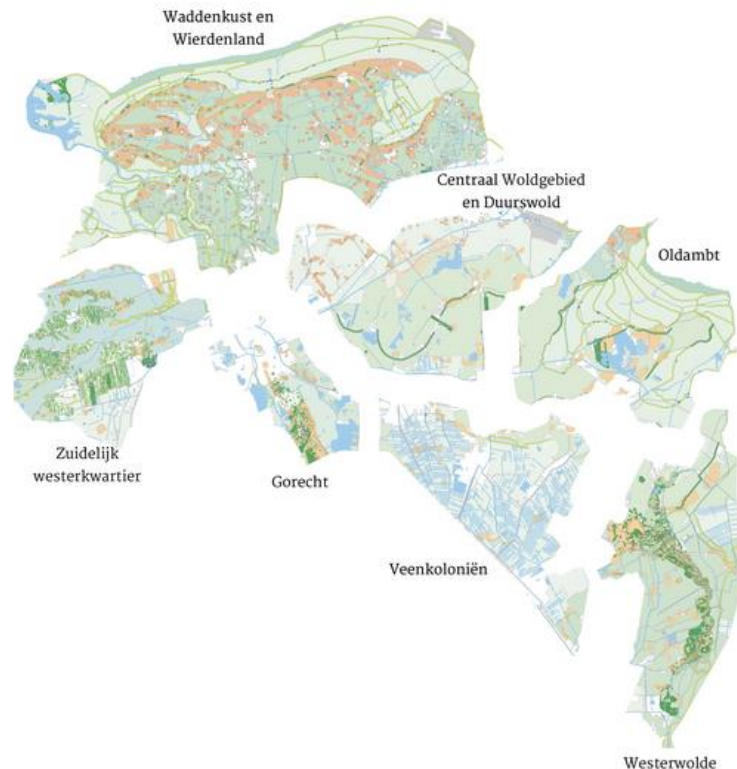 Waddenkust en
Wierdenland
Centraal Woldgebied
en Duurswold
Oldambt
Zuidelijk
westerkwartier
Gorecht
Veenkoloniën
Westerwolde